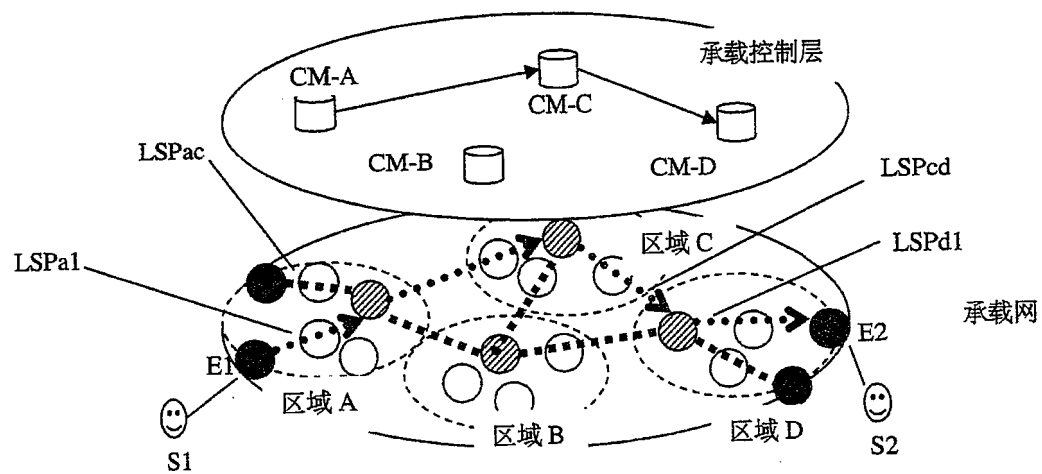 承载控制层
CM-A
CM-C
LSPac
CM-B
CM-D
LSPcd
区域 C
LSPd1
LSPa1
承载网
E1
E2
区域 A
区域 B
区域 D
S1
S2